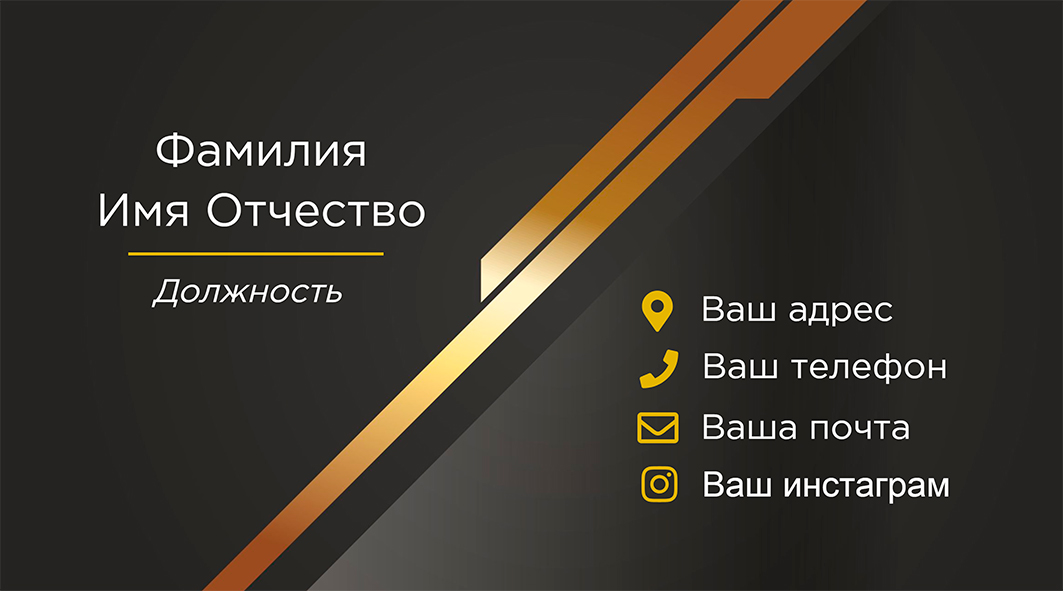 Фамилия
Имя Отчество
Должность
Ваш адрес
Ваш телефон
Ваша почта
Ваш инстаграм